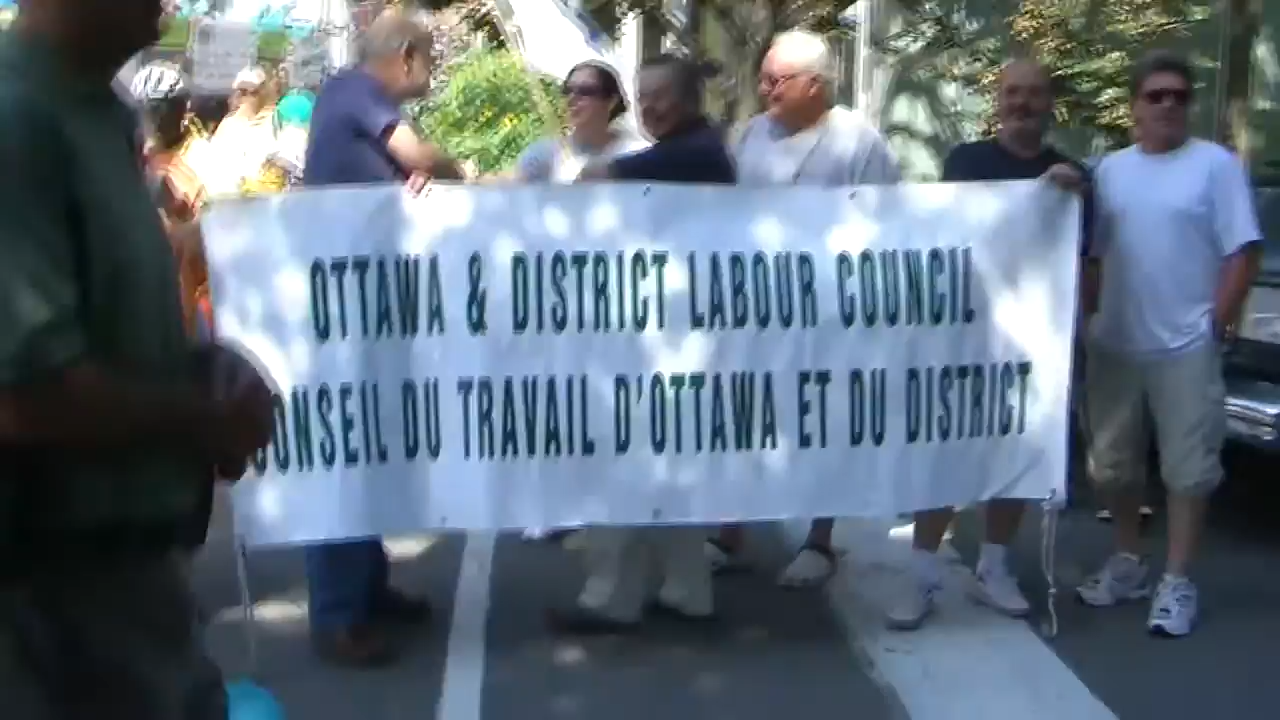 OTTAWA & DISTRICT LABOUR COUNCIL
CONSEIL DU TRAVAIL D'OTTAWA ET DU DISTRICT